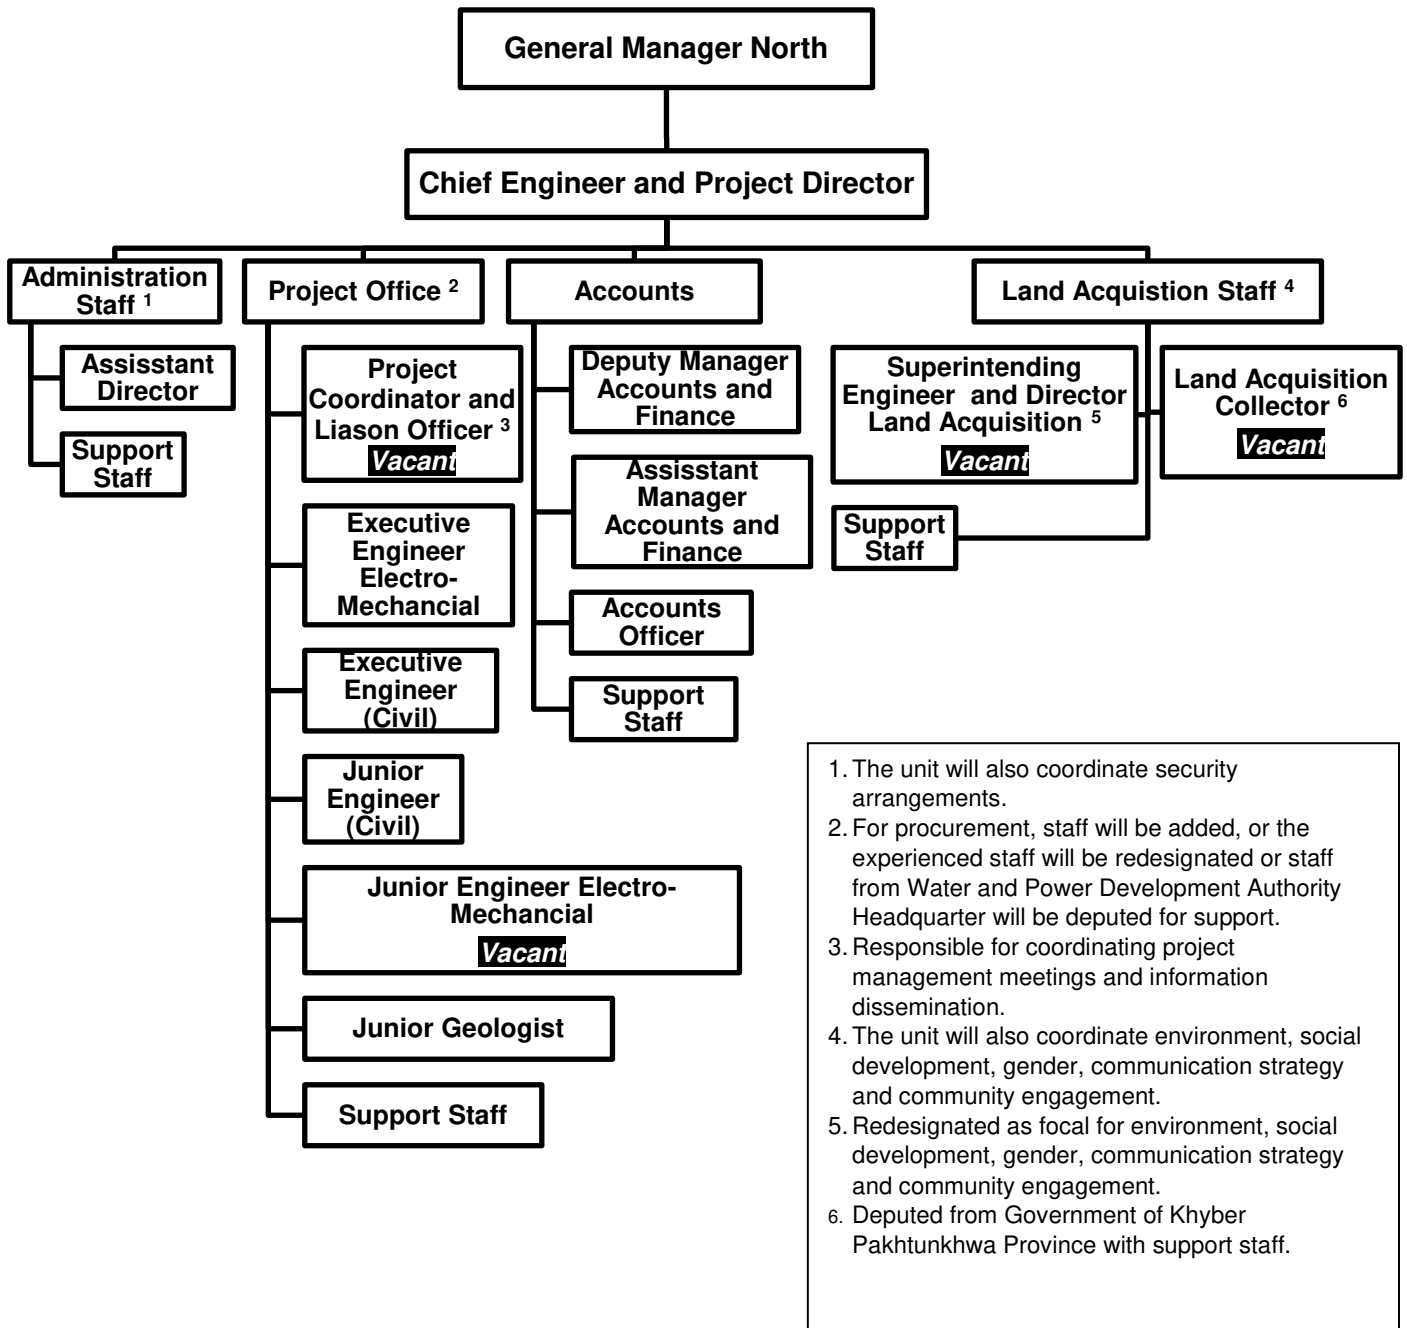 General Manager North
Chief Engineer and Project Director
Administration
Staff 1
Project Office 2
Accounts
Land Acquistion Staff 4
Assisstant
Director
Support
Staff
Project
Coordinator and
Liason Officer 3
Vacant
Executive
Engineer
Electro-
Mechancial
Executive
Engineer
(Civil)
Junior
Engineer
(Civil)
Junior Engineer Electro-
Mechancial
Vacant
Junior Geologist
Support Staff
Deputy Manager
Accounts and
Finance
Assisstant
Manager
Accounts and
Finance
Accounts
Officer
Support
Staff
Superintending
Engineer and Director
Land Acquisition 5
Vacant
Land Acquisition
Collector 6
Vacant
Support
Staff
1. The unit will also coordinate security
arrangements.
2. For procurement, staff will be added, or the
experienced staff will be redesignated or staff
from Water and Power Development Authority
Headquarter will be deputed for support.
3. Responsible for coordinating project
management meetings and information
dissemination.
4. The unit will also coordinate environment, social
development, gender, communication strategy
and community engagement.
5. Redesignated as focal for environment, social
development, gender, communication strategy
and community engagement.
6. Deputed from Government of Khyber
Pakhtunkhwa Province with support staff.